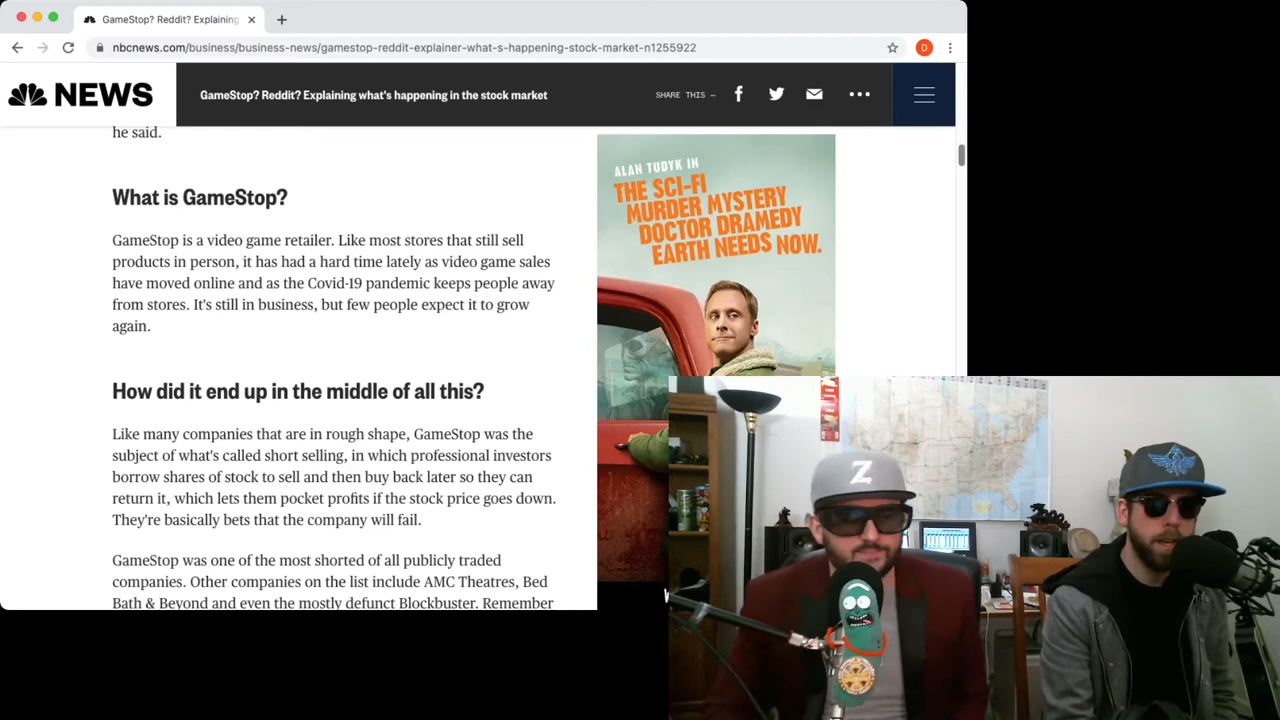 GameStop? Reddit? Explaining
nbcnews.com/business/business-news/gamestop-reddit-explainer-what-s-happening-stock-market-n1255922
D
NEWS
GameStop? Reddit? Explaining what's happening in the stock market
SHARE THIS —
he said.
What is GameStop?
GameStop is a video game retailer. Like most stores that still sell
products in person, it has had a hard time lately as video game sales
have moved online and as the Covid-19 pandemic keeps people away
from stores. It's still in business, but few people expect it to grow
again.
How did it end up in the middle of all this?
Like many companies that are in rough shape, GameStop was the
subject of what's called short selling, in which professional investors
borrow shares of stock to sell and then buy back later so they can
return it, which lets them pocket profits if the stock price goes down.
They're basically bets that the company will fail.
GameStop was one of the most shorted of all publicly traded
companies. Other companies on the list include AMC Theatres, Bed
Bath & Beyond and even the mostly defunct Blockbuster. Remember
ALAN TUDYK IN
THE SCI-FI
MURDER MYSTERY
DOCTOR DRAMEDY
EARTH NEEDS NOW.
Z